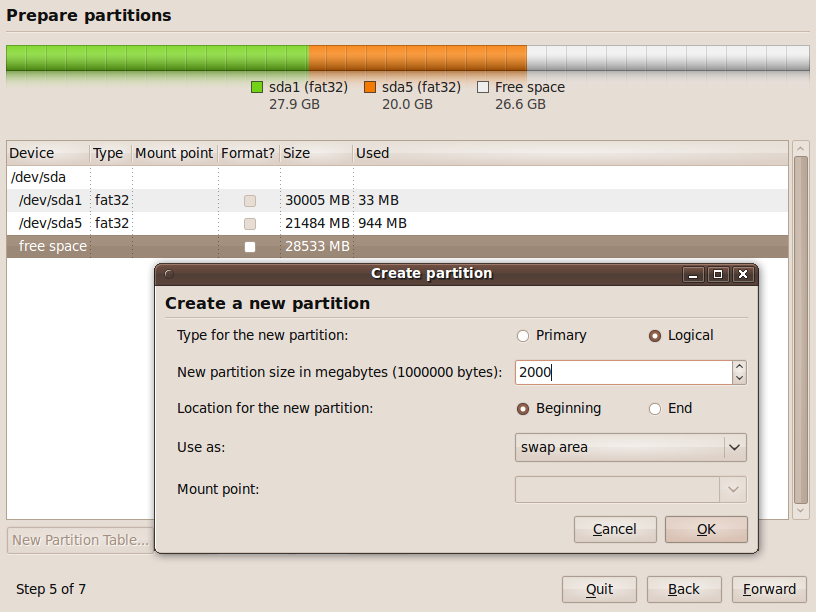 Prepare partitions
sda1 (fat32) sda5 (fat32) Free space
27.9 GB 20.0 GB 26.6 GB
Device Type Mount point Format? Size Used
/dev/sda
/dev/sda1 fat32 30005 MB 33 MB
/dev/sda5 fat32 21484 MB 944 MB
free space 28533 MB
Create partition
Create a new partition
Type for the new partition: Primary Logical
New partition size in megabytes (1000000 bytes): 2000
Location for the new partition: Beginning End
Use as: swap area
Mount point:
Cancel OK
New Partition Table...
Step 5 of 7 Quit Back Forward